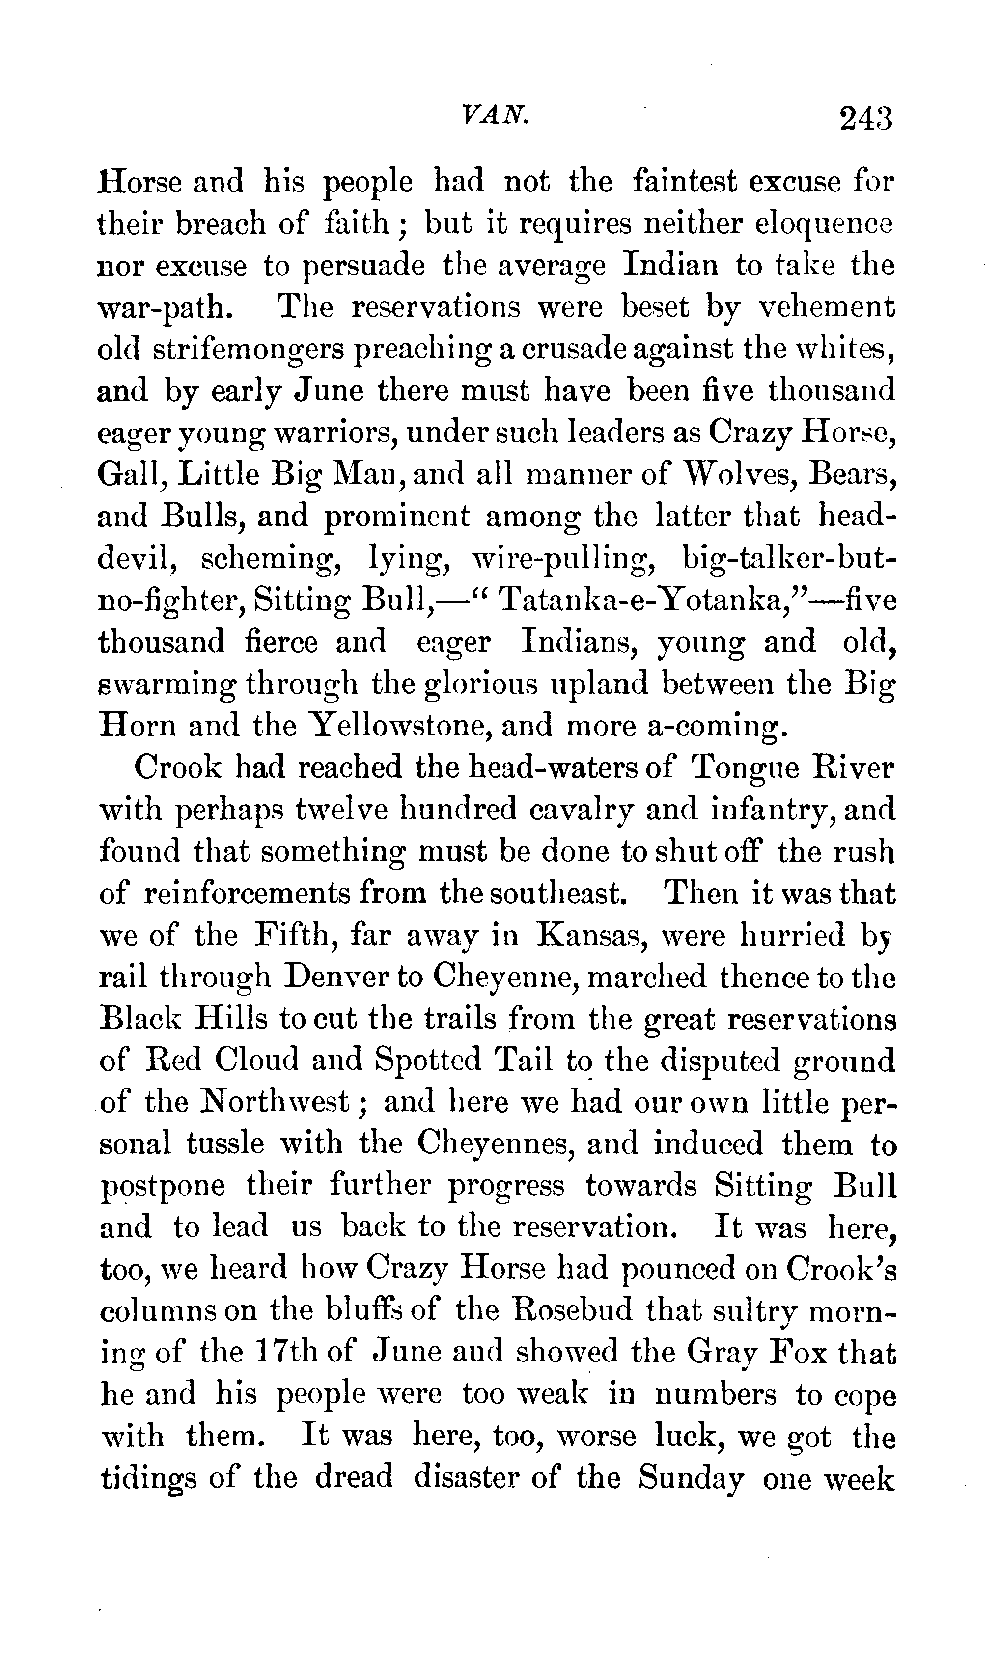 VAN. 243
Horse and his people had not the faintest excuse for
their breach of faith ; but it requires neither eloquence
nor excuse to persuade the average Indian to take the
war-path. The reservations were beset by vehement
old strifemongers preaching a crusade against the whites,
and by early June there must have been five thousand
eager young warriors, under such leaders as Crazy Horse,
Gall, Little Big Man, and all manner of Wolves, Bears,
and Bulls, and prominent among the latter that head-
devil, scheming, lying, wire-pulling, big-talker-but-
no-fighter, Sitting Bull,—“ Tatanka-e-Yotanka,”—five
thousand fierce and eager Indians, young and old,
swarming through the glorious upland between the Big
Horn and the Yellowstone, and more a-coming.
Crook had reached the head-waters of Tongue River
with perhaps twelve hundred cavalry and infantry, and
found that something must be done to shut off the rush
of reinforcements from the southeast. Then it was that
we of the Fifth, far away in Kansas, were hurried by
rail through Denver to Cheyenne, marched thence to the
Black Hills to cut the trails from the great reservations
of Red Cloud and Spotted Tail to the disputed ground
of the Northwest ; and here we had our own little per-
sonal tussle with the Cheyennes, and induced them to
postpone their further progress towards Sitting Bull
and to lead us back to the reservation. It was here,
too, we heard how Crazy Horse had pounced on Crook’s
columns on the bluffs of the Rosebud that sultry morn-
ing of the 17th of June and showed the Gray Fox that
he and his people were too weak in numbers to cope
with them. It was here, too, worse luck, we got the
tidings of the dread disaster of the Sunday one week